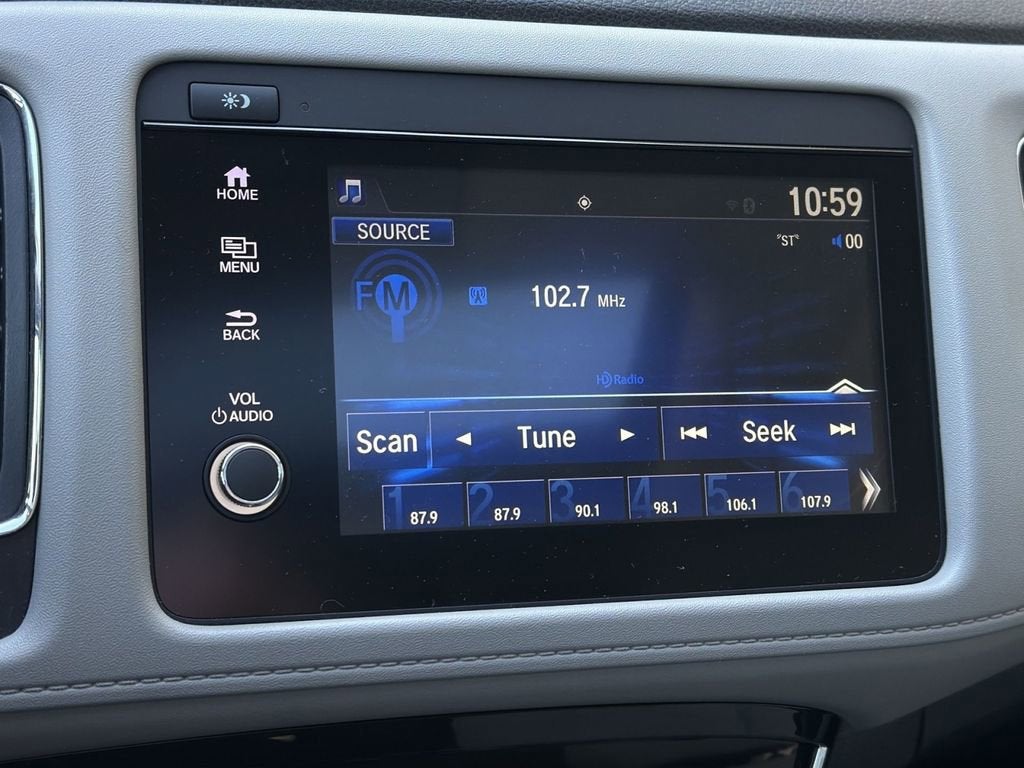 HOME
MENU
BACK
VOL
AUDIO
10:59
SOURCE
ST
00
FM
102.7 MHz
HD Radio
Scan
Tune
Seek
1 87.9
2 87.9
3 90.1
4 98.1
5 106.1
6 107.9